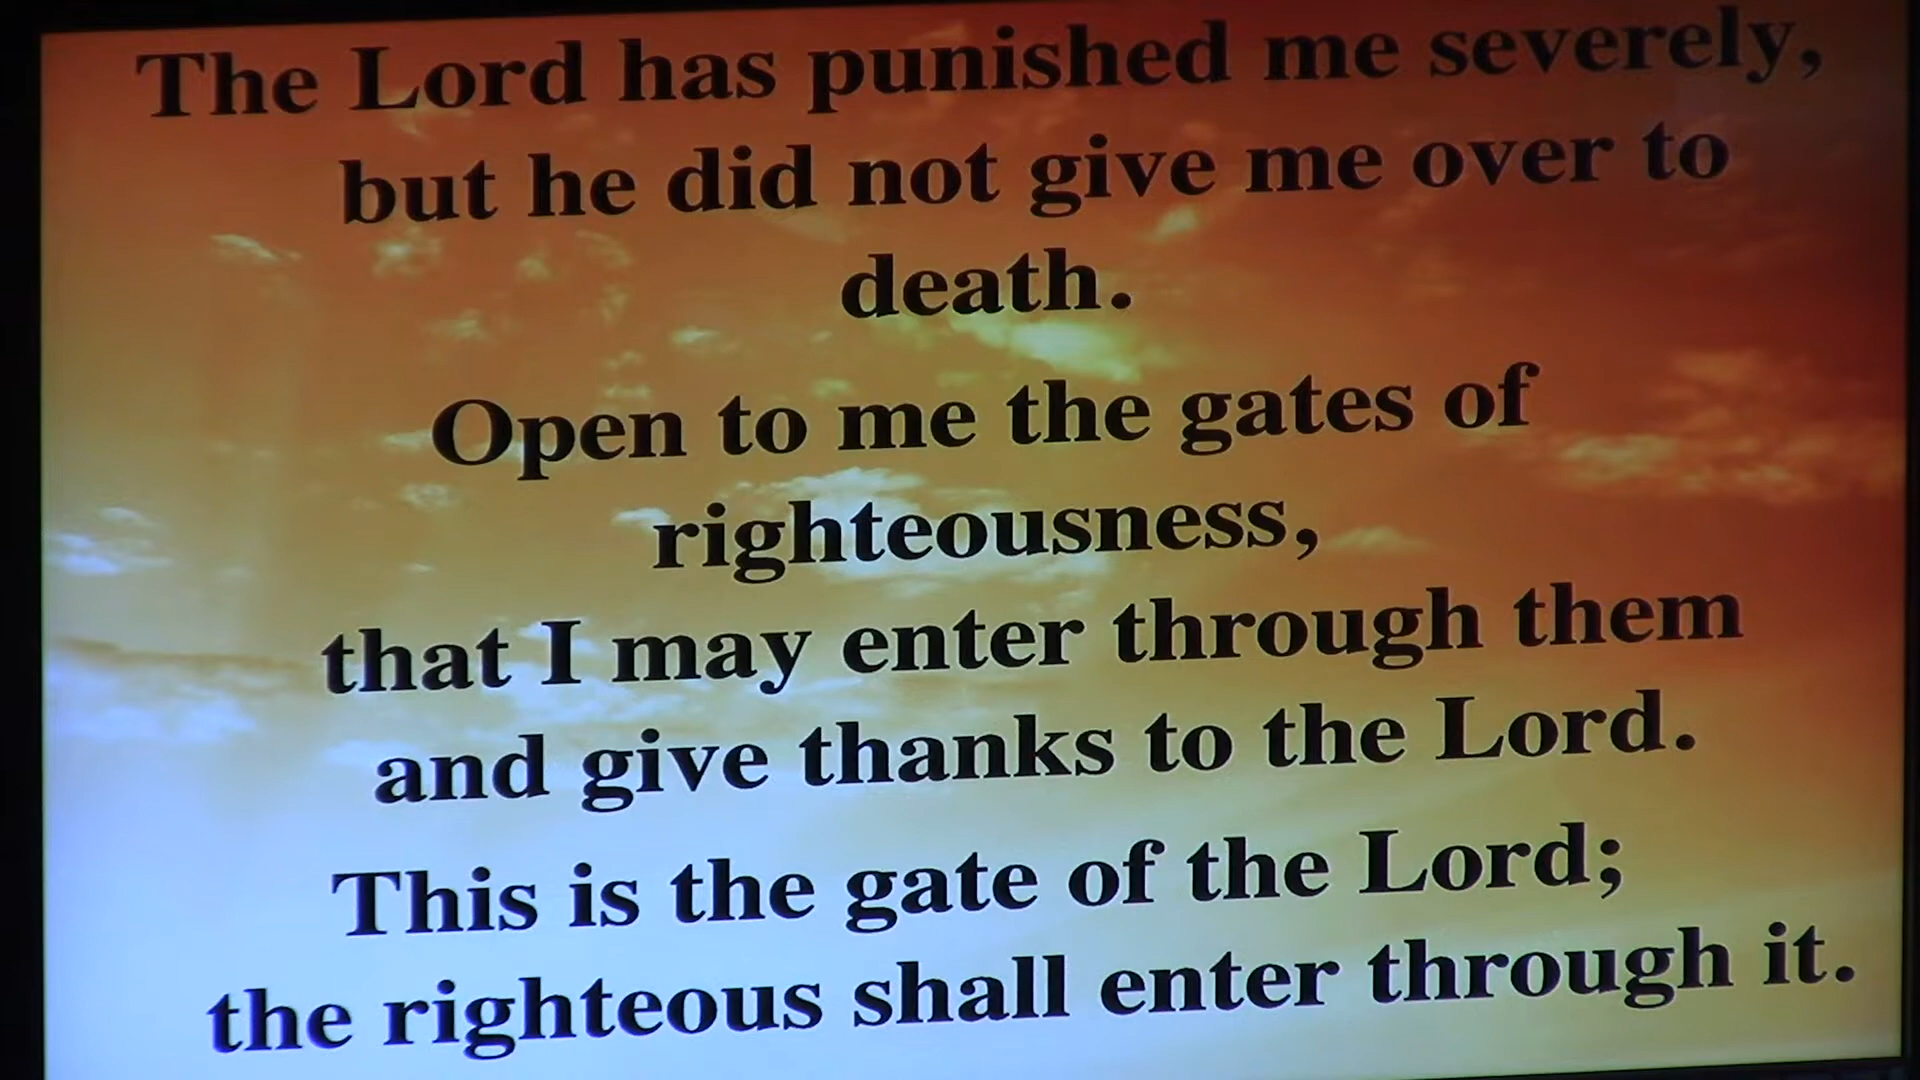 The Lord has punished me severely,
but he did not give me over to
death.
Open to me the gates of
righteousness,
that I may enter through them
and give thanks to the Lord.
This is the gate of the Lord;
the righteous shall enter through it.